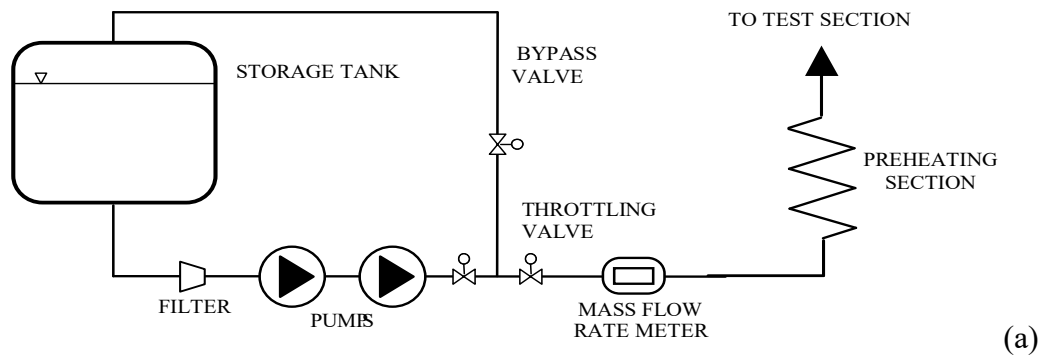 TO TEST SECTION
BYPASS
VALVE
STORAGE TANK
PREHEATING
SECTION
THROTTLING
VALVE
FILTER
PUMPS
MASS FLOW
RATE METER
(a)